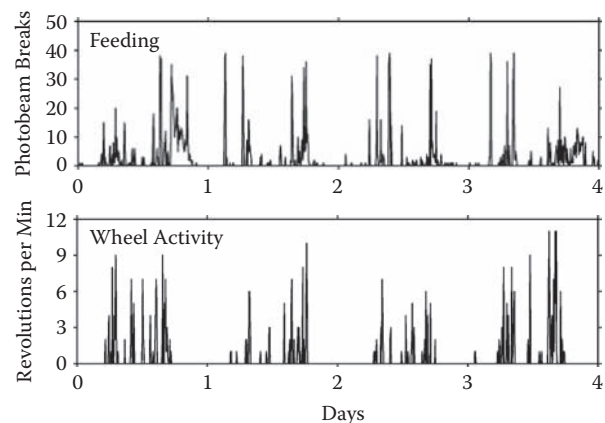 Photobeam Breaks
50
40
30
20
10
0
Feeding
0 1 2 3 4
Revolutions per Min
12
9
6
3
0
Wheel Activity
0 1 2 3 4
Days